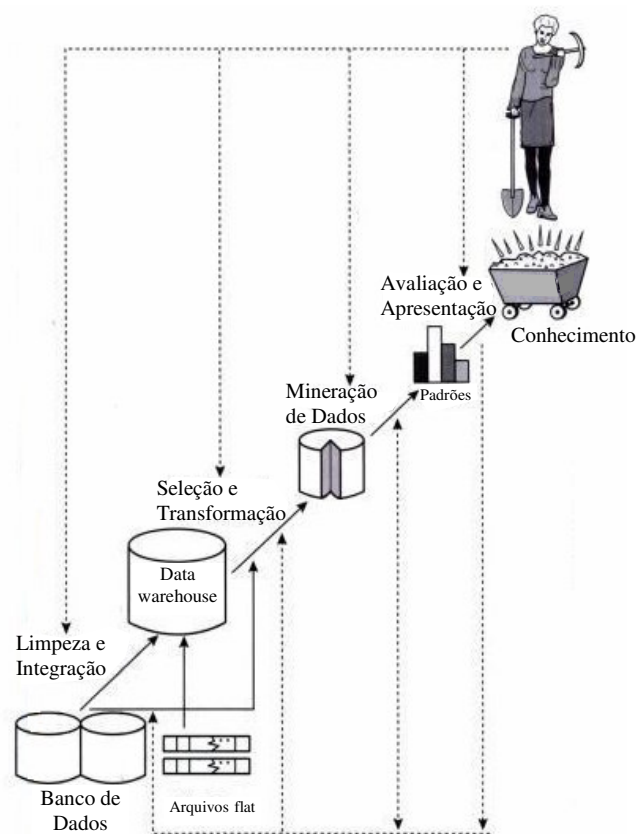 Avaliação e
Apresentação
Conhecimento
Padrões
Mineração
de Dados
Seleção e
Transformação
Data
warehouse
Limpeza e
Integração
Banco de
Dados
Arquivos flat